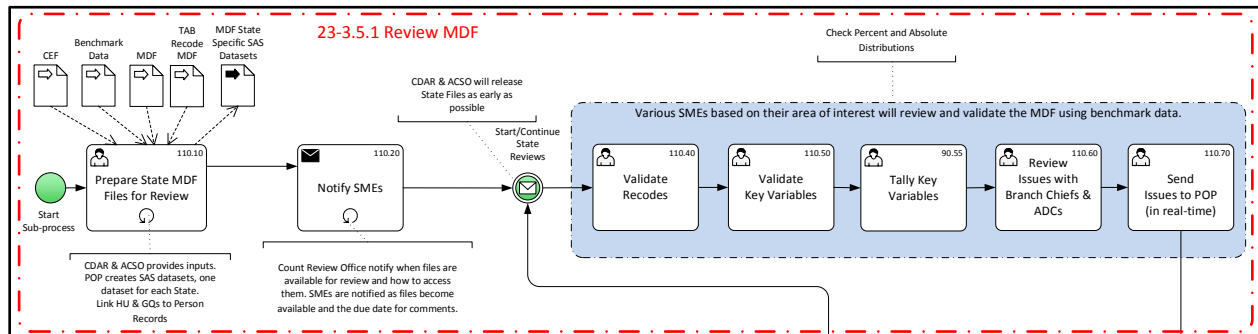 23-3.5.1 Review MDF
Check Percent and Absolute
Distributions
CEF
Benchmark
Data
MDF
TAB
Recode
MDF
MDF State
Specific SAS
Datasets
CDAR & ACSO will release
State Files as early as
possible
Start/Continue
State
Reviews
Various SMEs based on their area of interest will review and validate the MDF using benchmark data.
Start
Sub-process
110.10
Prepare State MDF
Files for Review
110.20
Notify SMEs
110.40
Validate
Recodes
110.50
Validate
Key Variables
90.55
Tally Key
Variables
110.60
Review
Issues with
Branch Chiefs &
ADCs
110.70
Send
Issues to POP
(in real-time)
CDAR & ACSO provides inputs.
POP creates SAS datasets, one
dataset for each State.
Link HU & GQs to Person
Records
Count Review Office notify when files are
available for review and how to access
them. SMEs are notified as files become
available and the due date for comments.